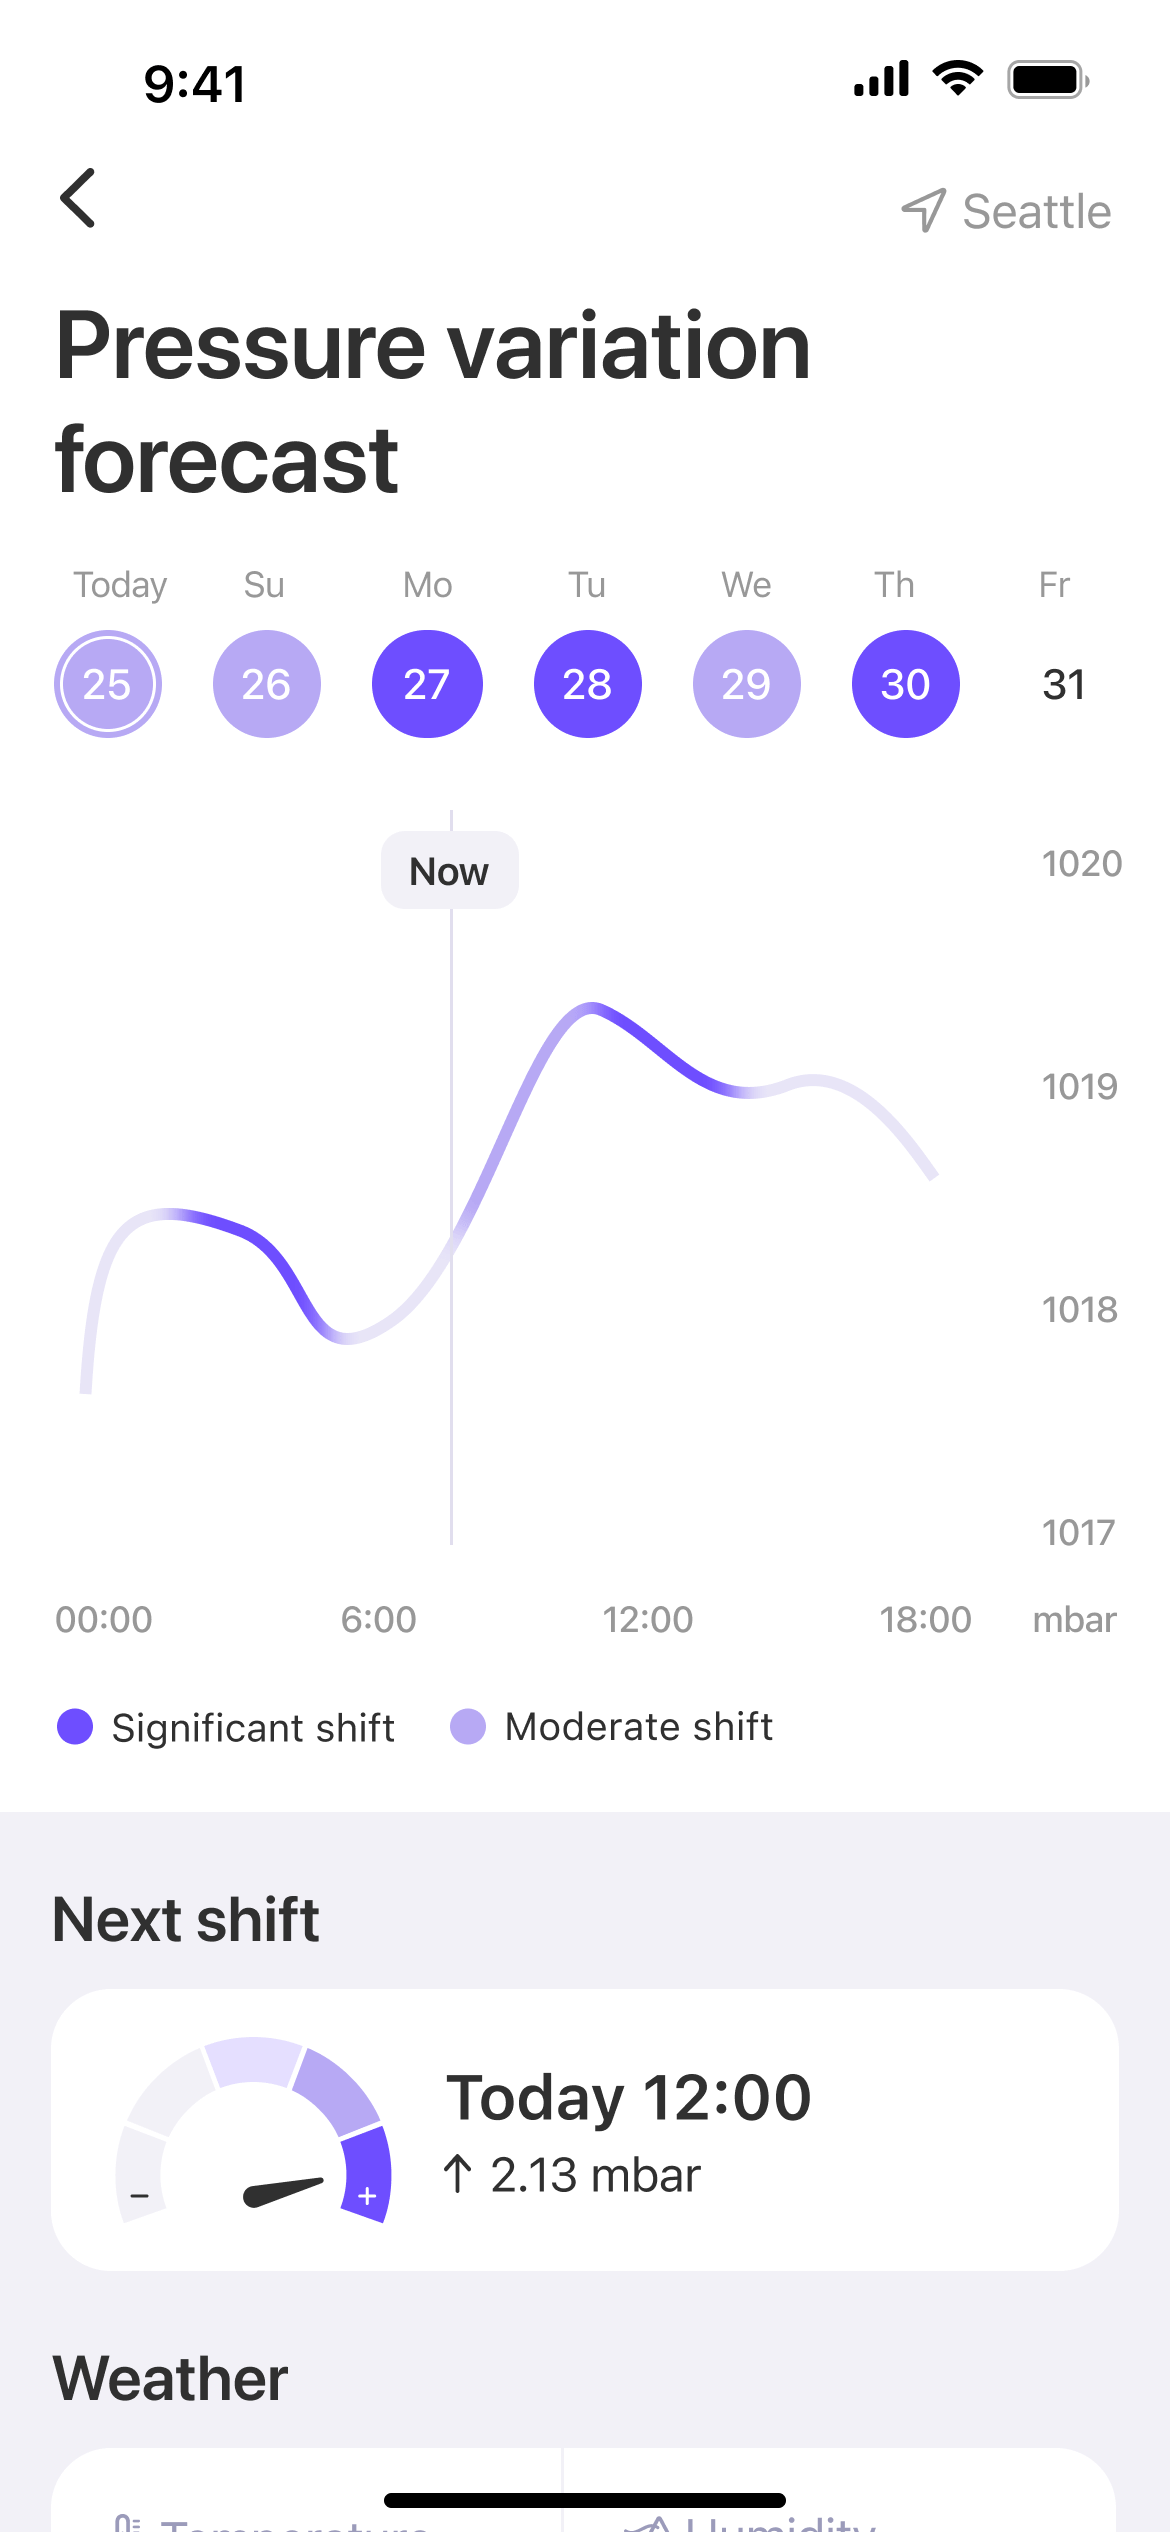 9:41
Seattle
Pressure variation
forecast
Today Su Mo Tu We Th Fr
25 26 27 28 29 30 31
Now
1020
1019
1018
1017
00:00 6:00 12:00 18:00 mbar
Significant shift Moderate shift
Next shift
Today 12:00
↑ 2.13 mbar
− +
Weather
Temperature Humidity